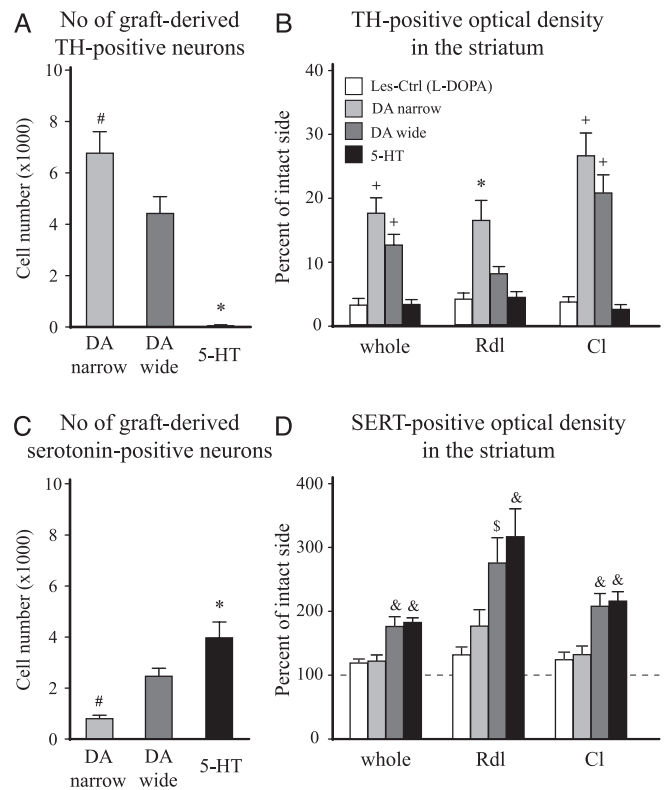 A
No of graft-derived
TH-positive neurons
Cell number (x1000)
10
8
6
4
2
0
#
*
DA
narrow
DA
wide
5-HT
B
TH-positive optical density
in the striatum
Percent of intact side
40
30
20
10
0
Les-Ctrl (L-DOPA)
DA narrow
DA wide
5-HT
+
+
*
+
+
whole
Rdl
Cl
C
No of graft-derived
serotonin-positive neurons
Cell number (x1000)
10
8
6
4
2
0
#
*
DA
narrow
DA
wide
5-HT
D
SERT-positive optical density
in the striatum
Percent of intact side
400
300
200
100
0
& &
$
&
& &
whole
Rdl
Cl